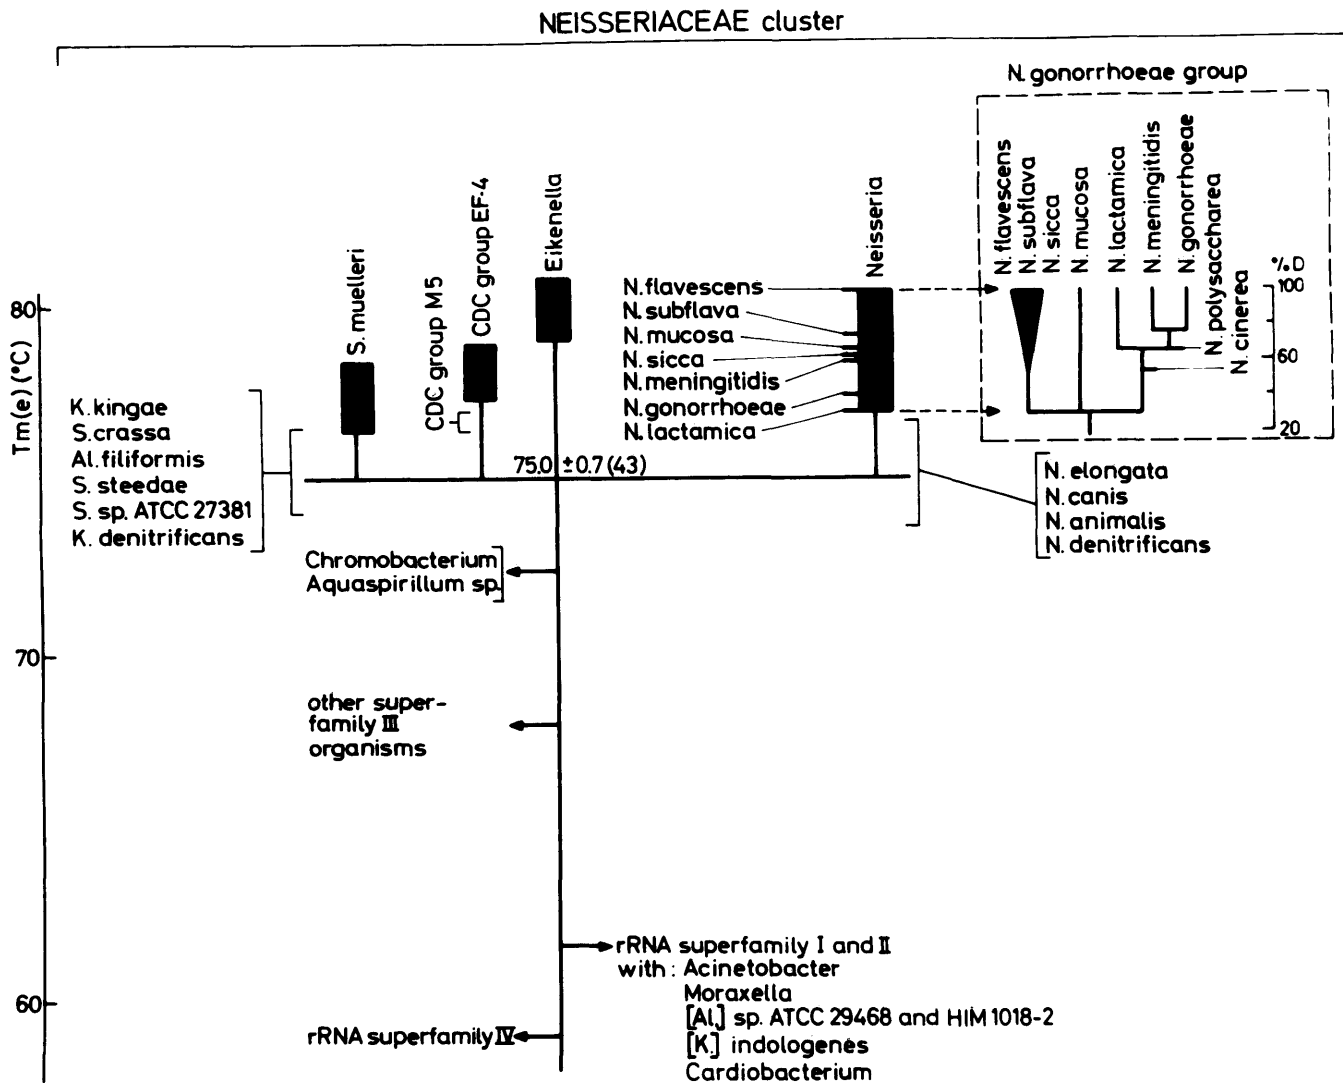 NEISSERIACEAE cluster
N. gonorrhoeae group
N. flavescens
N. subflava
N. sicca
N. mucosa
N. lactamica
N. meningitidis
N. gonorrhoeae
N. polysaccharea
N. cinerea
% D
100
60
20
Tm(e) (°C)
80
70
60
S. muelleri
CDC group M5
CDC group EF-4
Eikenella
Neisseria
N. flavescens
N. subflava
N. mucosa
N. sicca
N. meningitidis
N. gonorrhoeae
N. lactamica
K. kingae
S. crassa
Al. filiformis
S. steedae
S. sp. ATCC 27381
K. denitrificans
75.0 ±0.7 (43)
N. elongata
N. canis
N. animalis
N. denitrificans
Chromobacterium
Aquaspirillum sp.
other super-
family III
organisms
rRNA superfamily I and II
with : Acinetobacter
Moraxella
[Al.] sp. ATCC 29468 and HIM 1018-2
[K.] indologenes
Cardiobacterium
rRNA superfamily IV